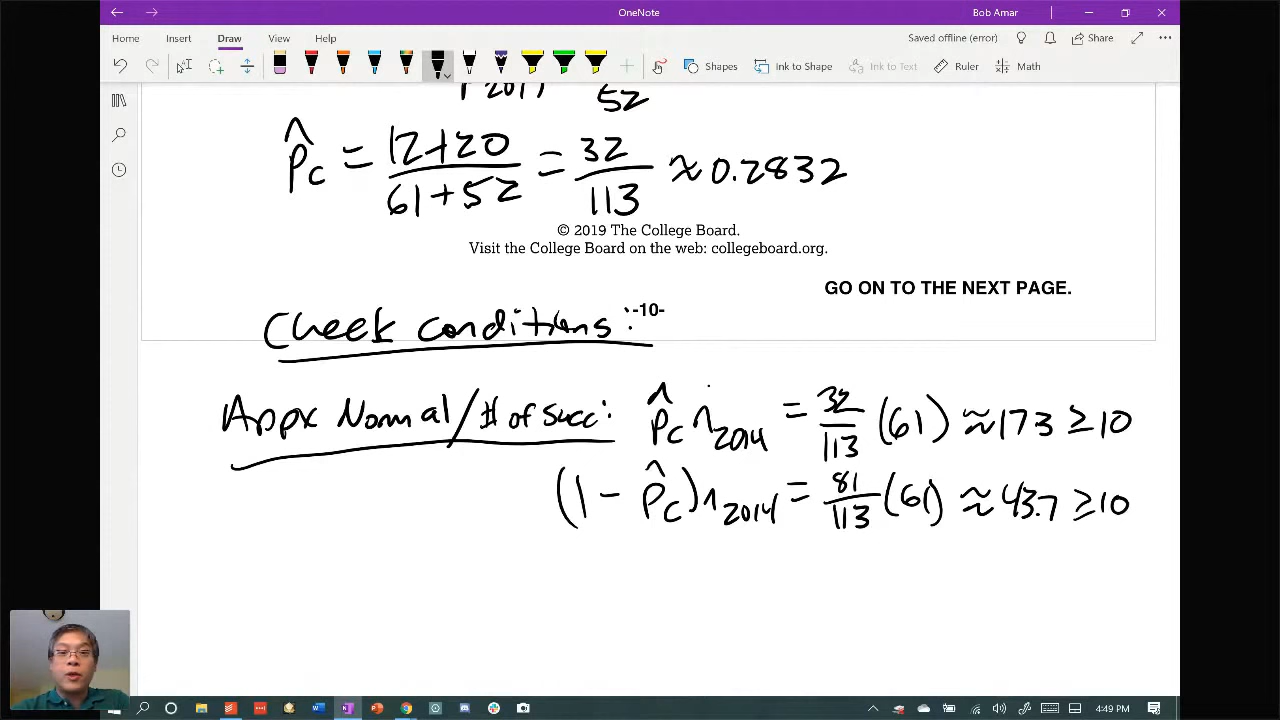 OneNote
Bob Amar
Home Insert Draw View Help
Saved offline (error) Share
Shapes Ink to Shape Ink to Text Ruler Math
52
p̂c = 12+20/61+52 = 32/113 ≈ 0.2832
© 2019 The College Board.
Visit the College Board on the web: collegeboard.org.
GO ON TO THE NEXT PAGE.
-10-
Check conditions:
Appx Normal/# of succ: p̂c n2014 = 32/113 (61) ≈ 173 ≥ 10
(1 - p̂c) n2014 = 81/113 (61) ≈ 43.7 ≥ 10
4:49 PM